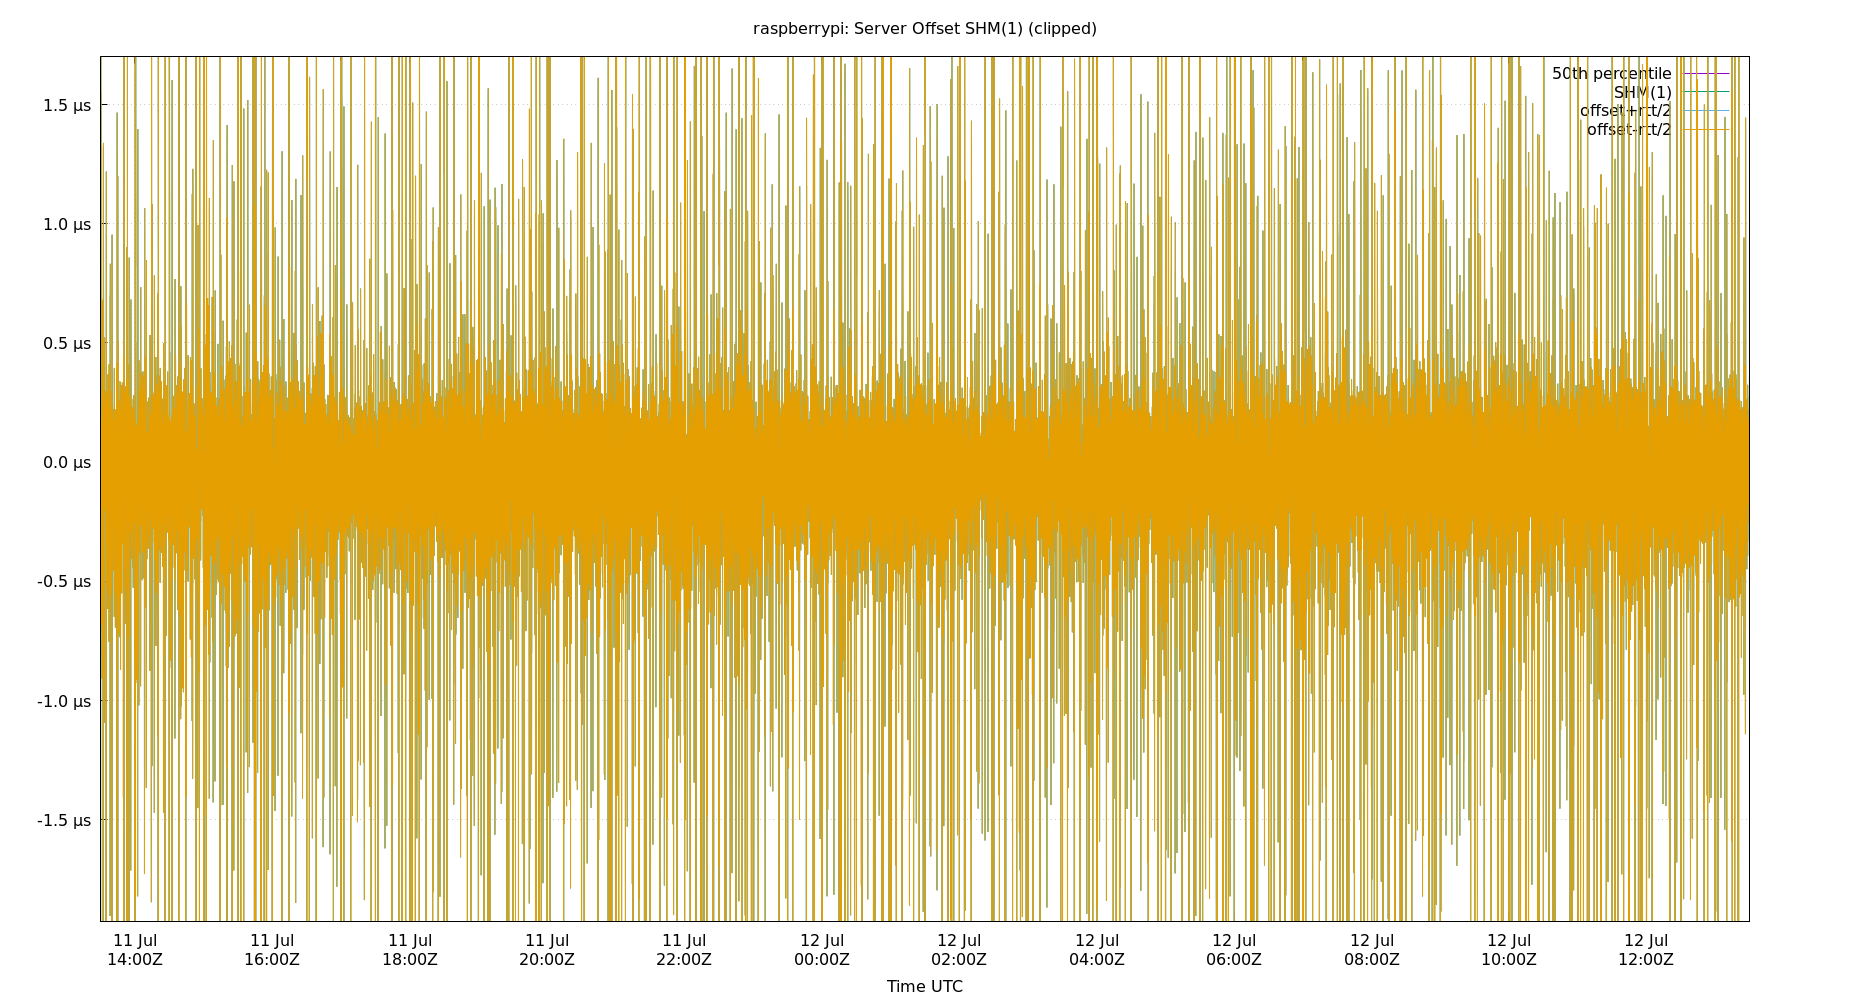 raspberrypi: Server Offset SHM(1) (clipped)
50th percentile
SHM(1)
offset+rtt/2
offset-rtt/2
1.5 µs
1.0 µs
0.5 µs
0.0 µs
-0.5 µs
-1.0 µs
-1.5 µs
11 Jul 11 Jul 11 Jul 11 Jul 11 Jul 12 Jul 12 Jul 12 Jul 12 Jul 12 Jul 12 Jul 12 Jul
14:00Z 16:00Z 18:00Z 20:00Z 22:00Z 00:00Z 02:00Z 04:00Z 06:00Z 08:00Z 10:00Z 12:00Z
Time UTC